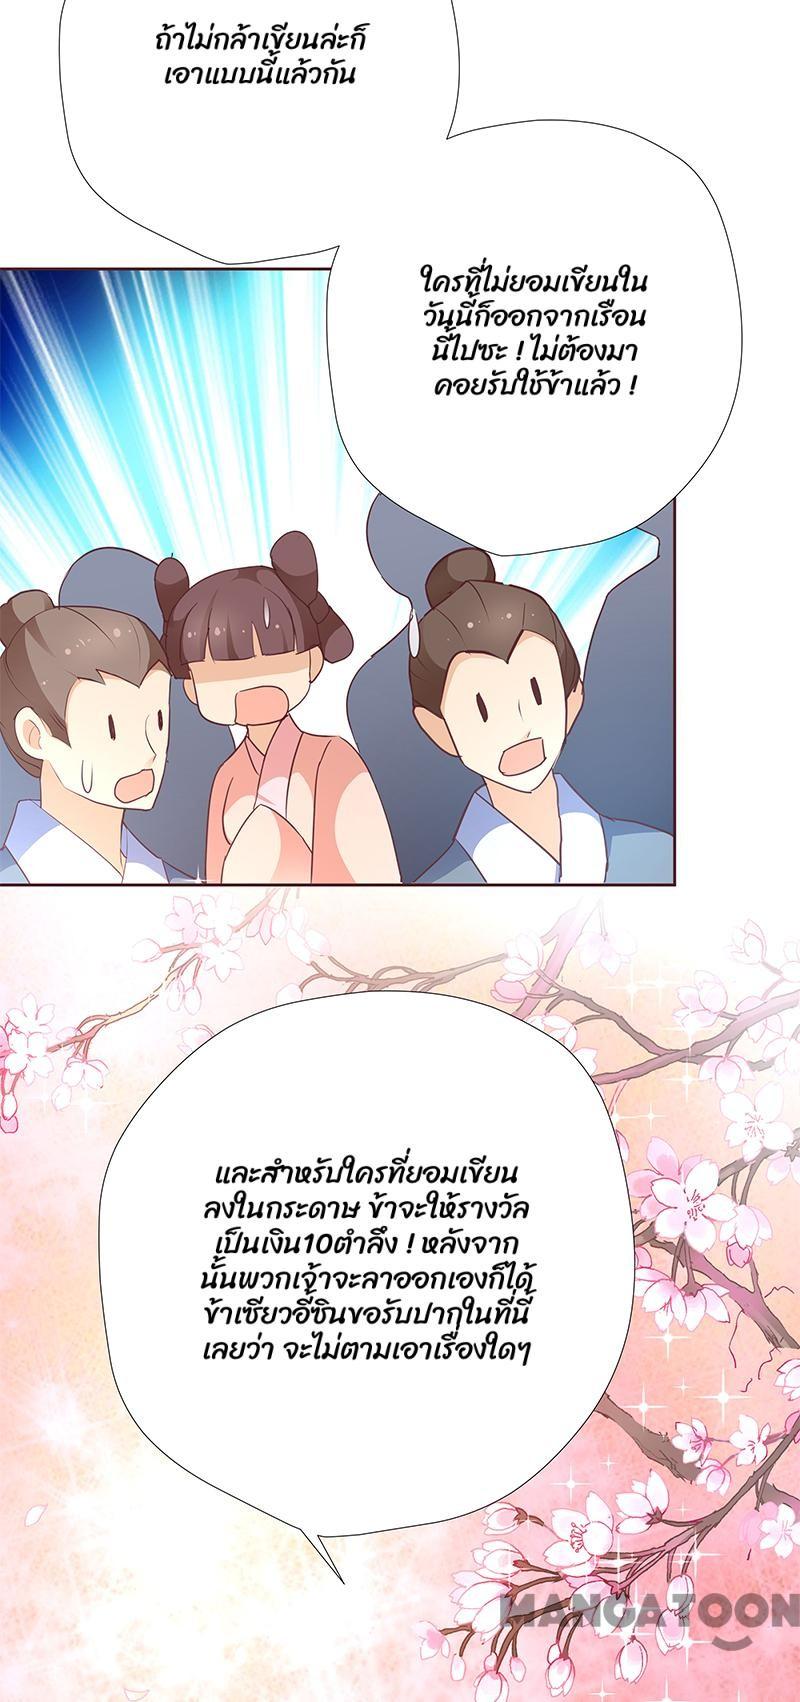 ถ้าไม่กล้าเขียนล่ะก็
เอาแบบนี้แล้วกัน
ใครที่ไม่ยอมเขียนใน
วันนี้ก็ออกจากเรือน
นี้ไปซะ ! ไม่ต้องมา
คอยรับใช้ข้าแล้ว !
และสำหรับใครที่ยอมเขียน
ลงในกระดาษ ข้าจะให้รางวัล
เป็นเงิน10ตำลึง ! หลังจาก
นั้นพวกเจ้าจะลาออกเองก็ได้
ข้าเซียวอี้ซินขอรับปากในที่นี้
เลยว่า จะไม่ตามเอาเรื่องใดๆ
MANGATOON